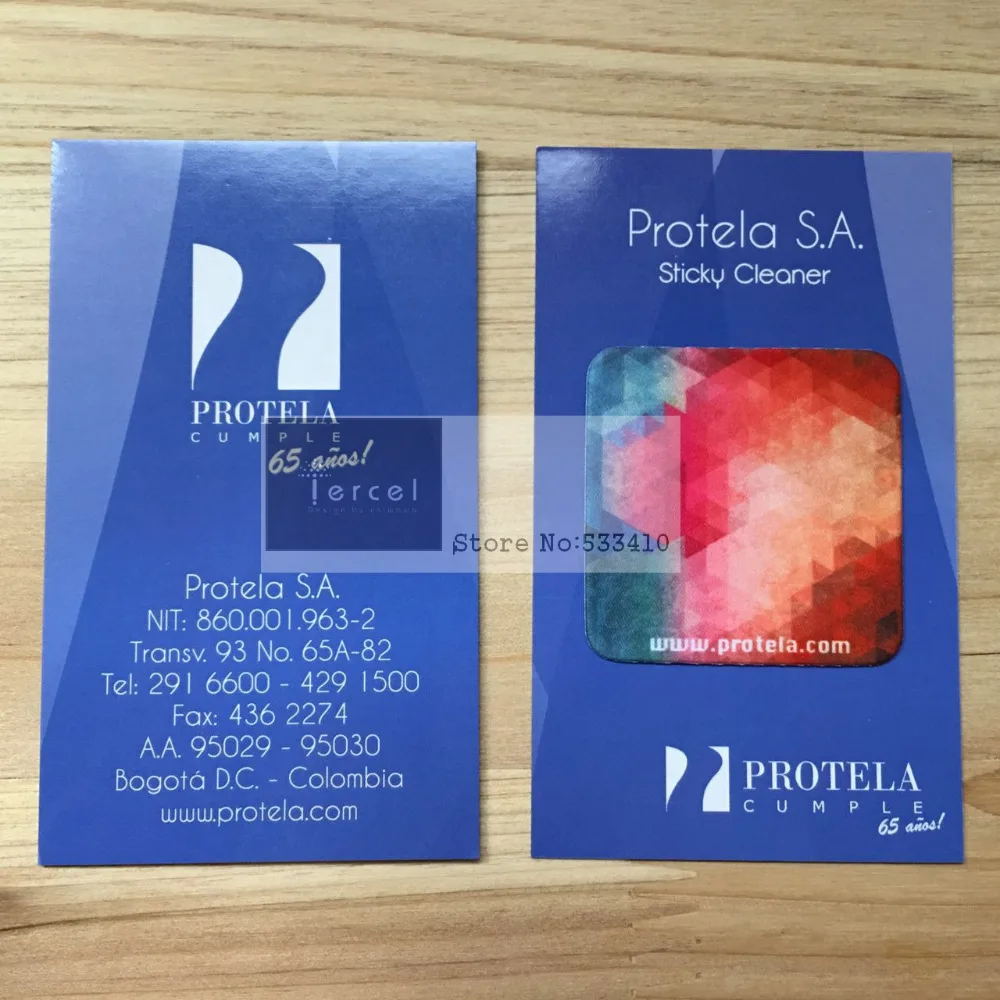 PROTELA
CUMPLE
65 años!
Protela S.A.
NIT: 860.001.963-2
Transv. 93 No. 65A-82
Tel: 291 6600 - 429 1500
Fax: 436 2274
A.A. 95029 - 95030
Bogotá D.C. - Colombia
www.protela.com
Protela S.A.
Sticky Cleaner
www.protela.com
PROTELA
CUMPLE
65 años!
Tercel
Design by
Store No:533410